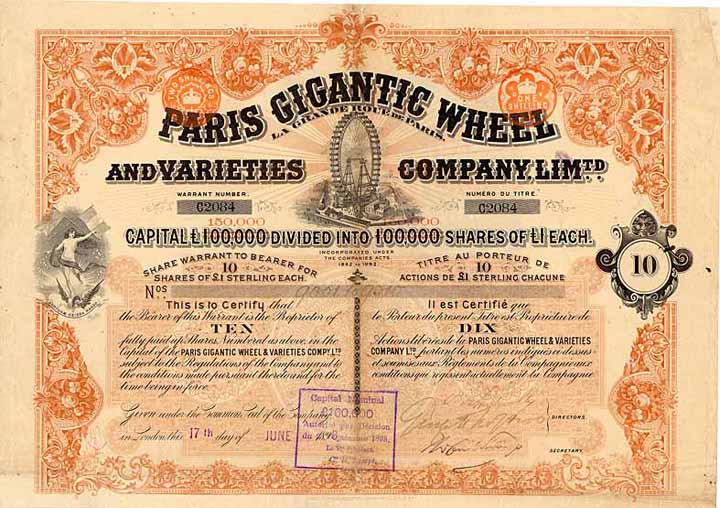 PARIS GIGANTIC WHEEL
LA GRANDE ROUE DE PARIS.
AND VARIETIES COMPANY, LIMTD.
WARRANT NUMBER.
C2084
NUMÉRO DU TITRE.
C2084
150,000
CAPITAL £100,000 DIVIDED INTO 100,000 SHARES OF £1 EACH.
INCORPORATED UNDER
THE COMPANIES ACTS
1862 to
SHARE WARRANT TO BEARER FOR
10
SHARES OF £1 STERLING EACH.
TITRE AU PORTEUR DE
10
ACTIONS DE £1 STERLING CHACUNE
10
Nos.
This is to Certify that
the Bearer of this Warrant is the Proprietor of
TEN
fully paid up Shares, Numbered as above, in the
Capital of the PARIS GIGANTIC WHEEL & VARIETIES COMPY. LTD
subject to the Regulations of the Company and to
the conditions made pursuant thereto and for the
time being in force.
Given under the Common Seal of the Company
in London, this 17th day of JUNE
Il est Certifié que
le Porteur du présent Titre est Propriétaire de
DIX
Actions libérées de la PARIS GIGANTIC WHEEL & VARIETIES
COMPANY LTD portant les numéros indiqués ci-dessus
et soumises aux Règlements de la Compagnie aux
conditions qui régissent actuellement la Compagnie
Capital Nominal
£100,000
DIRECTORS.
SECRETARY.
ONE SHILLING